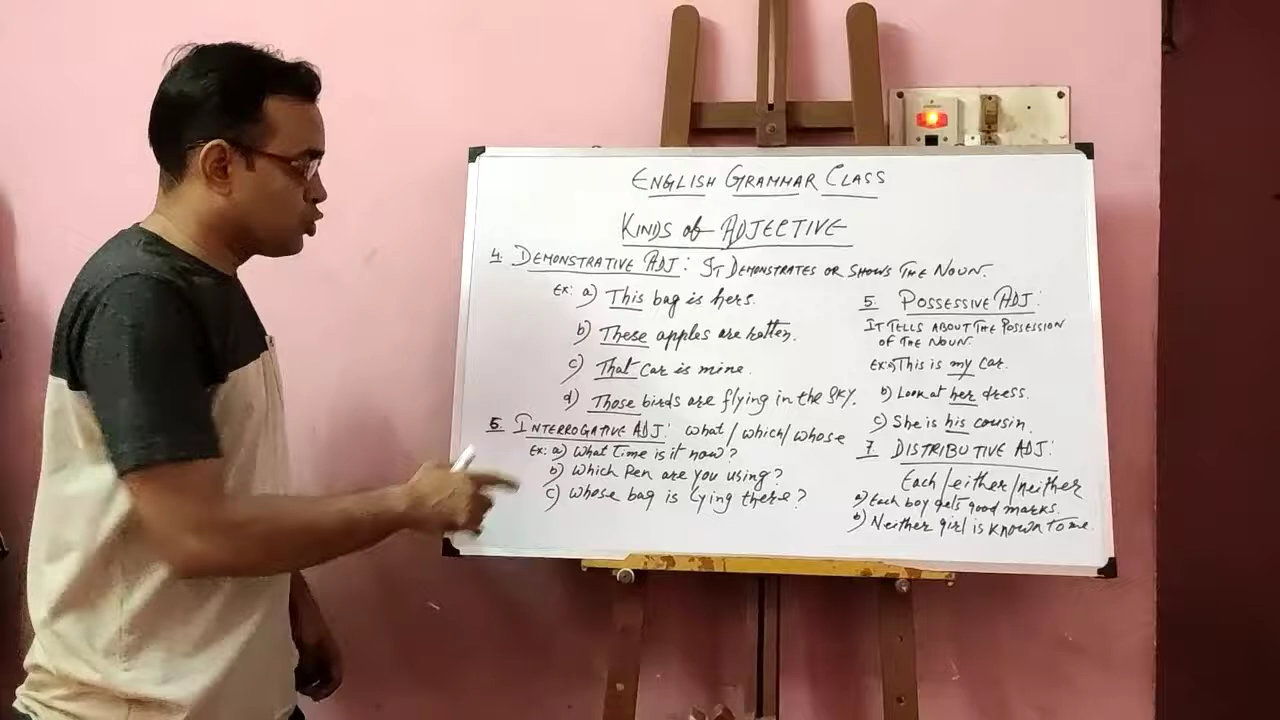 ENGLISH GRAMMAR CLASS
KINDS of ADJECTIVE
4. DEMONSTRATIVE ADJ: IT DEMONSTRATES OR SHOWS THE NOUN.
Ex: a) This bag is hers.
b) These apples are rotten.
c) That car is mine.
d) Those birds are flying in the sky.
5. POSSESSIVE ADJ:
IT TELLS ABOUT THE POSSESSION
OF THE NOUN.
Ex: a) This is my car.
b) Look at her dress.
c) She is his cousin.
6. INTERROGATIVE ADJ: what/which/whose
Ex: a) What time is it now?
b) Which pen are you using?
c) Whose bag is lying there?
7. DISTRIBUTIVE ADJ:
Each/either/neither
a) Each boy gets good marks.
b) Neither girl is known to me.